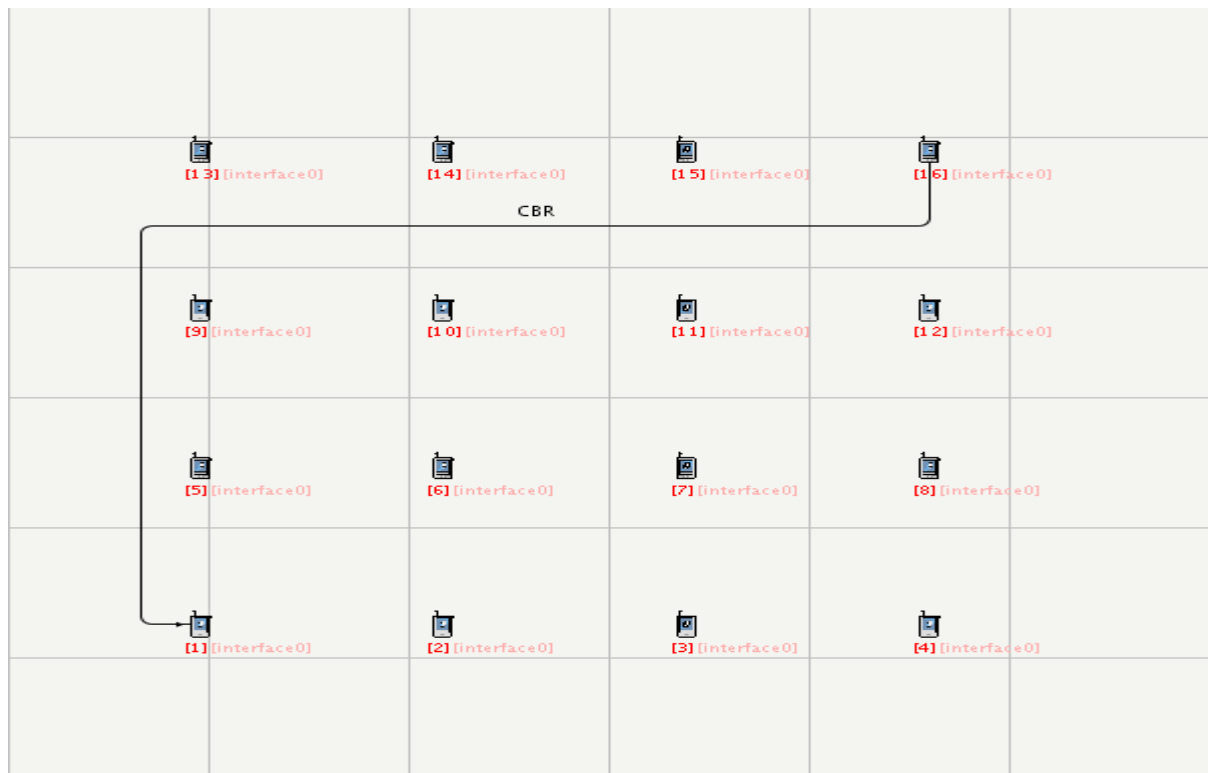 [13] [interface0] [14] [interface0] [15] [interface0] [16] [interface0]
CBR
[9] [interface0] [10] [interface0] [11] [interface0] [12] [interface0]
[5] [interface0] [6] [interface0] [7] [interface0] [8] [interface0]
[1] [interface0] [2] [interface0] [3] [interface0] [4] [interface0]